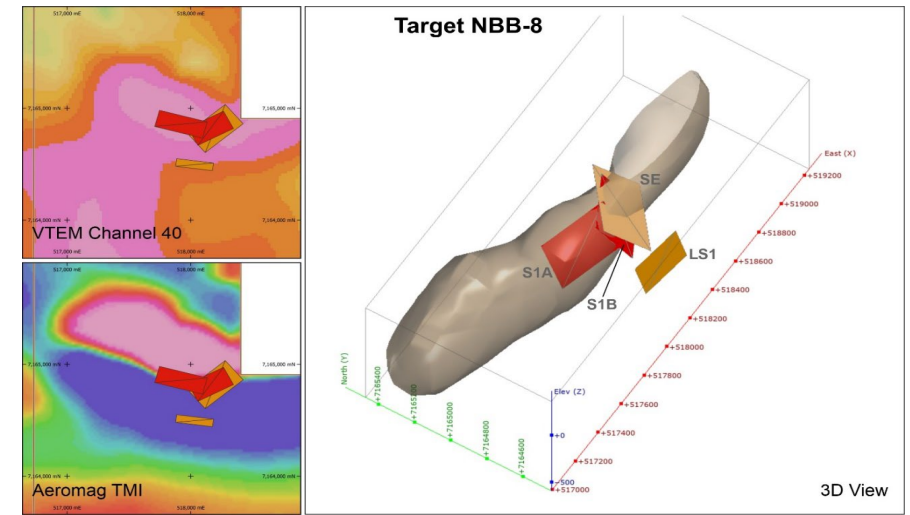 517,000 mE
518,000 mE
7,165,000 mN
7,165,000 mN
7,164,000 mN
7,164,000 mN
VTEM Channel 40
517,000 mE
518,000 mE
7,165,000 mN
7,165,000 mN
7,164,000 mN
7,164,000 mN
Aeromag TMI
517,000 mE
518,000 mE
Target NBB-8
East (X)
+519200
+519000
+518800
+518600
+518400
+518200
+518000
+517800
+517600
+517400
+517200
+517000
SE
S1A
LS1
S1B
North (Y)
+7165400
+7165200
+7165000
+7164800
+7164600
Elev (Z)
+0
-500
3D View